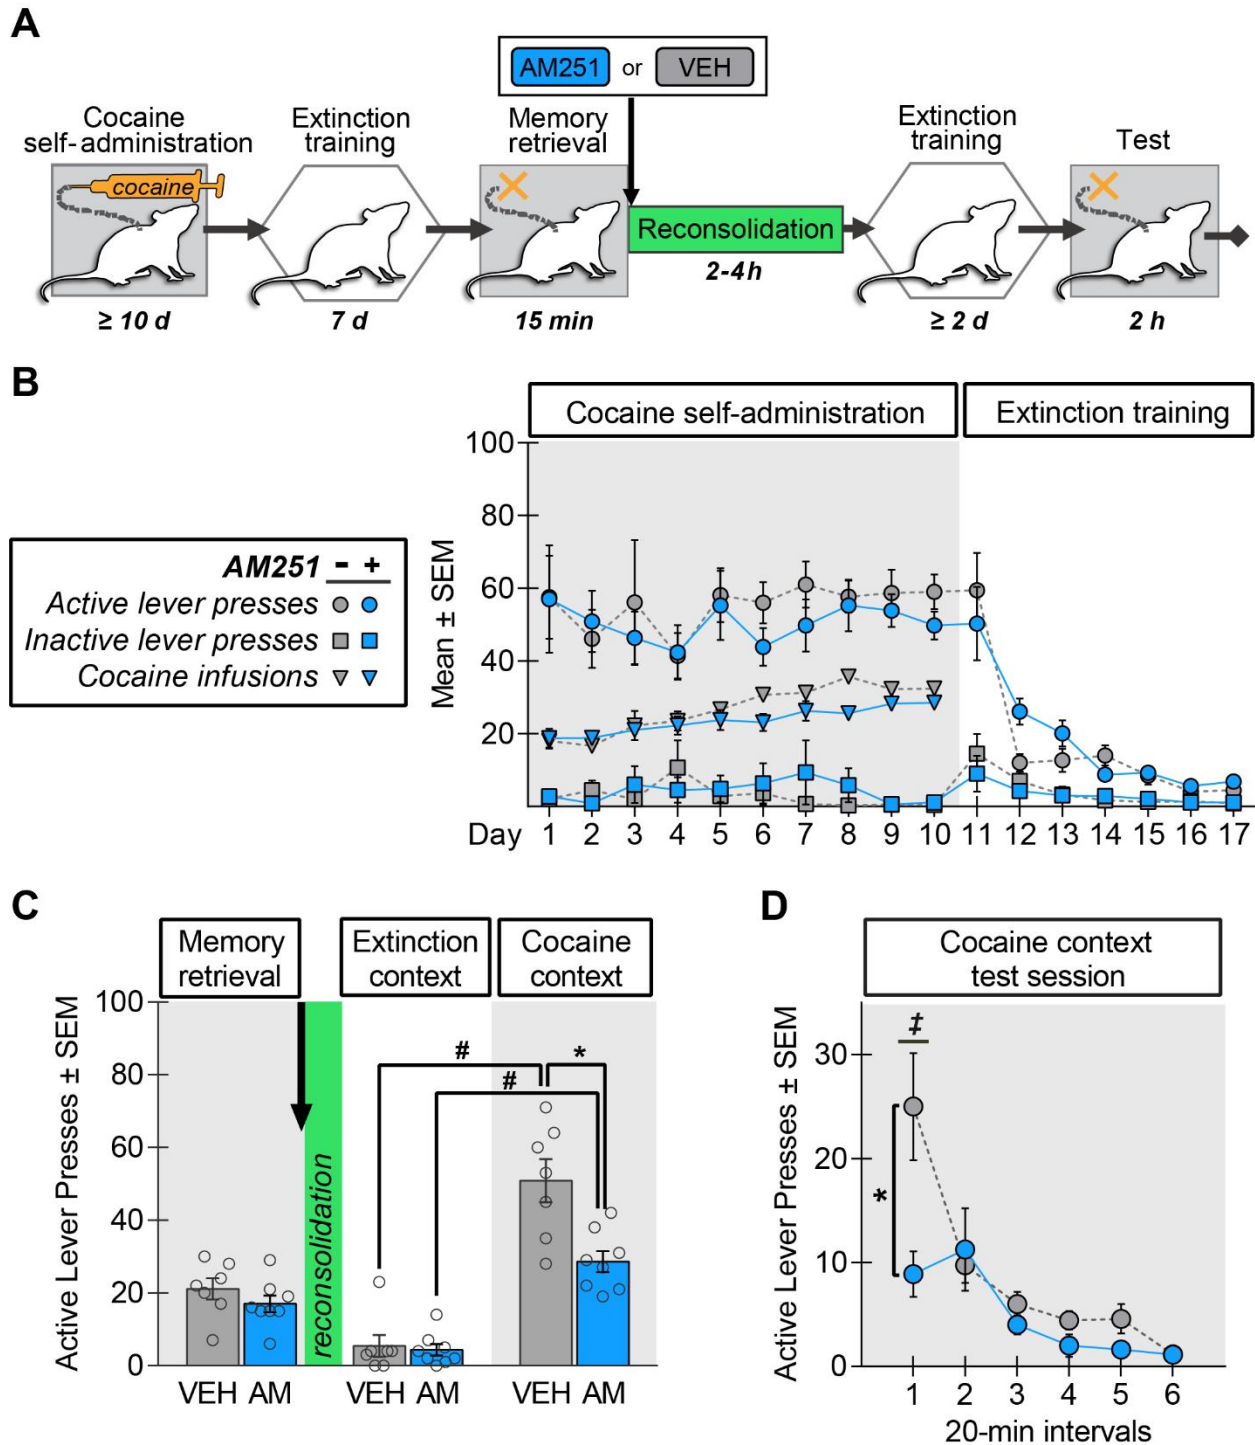 A
AM251 or VEH
Cocaine
self-administration
Extinction
training
Memory
retrieval
Extinction
training
Test
cocaine
Reconsolidation
≥ 10 d
7 d
15 min
2-4h
≥ 2 d
2 h
B
Cocaine self-administration
Extinction training
AM251 - +
Active lever presses
Inactive lever presses
Cocaine infusions
Mean ± SEM
100
80
60
40
20
Day 1 2 3 4 5 6 7 8 9 10 11 12 13 14 15 16 17
C
Memory
retrieval
Extinction
context
Cocaine
context
Active Lever Presses ± SEM
100
80
60
40
20
0
reconsolidation
# *
#
VEH AM VEH AM VEH AM
D
Cocaine context
test session
Active Lever Presses ± SEM
30
20
10
0
‡
*
1 2 3 4 5 6
20-min intervals